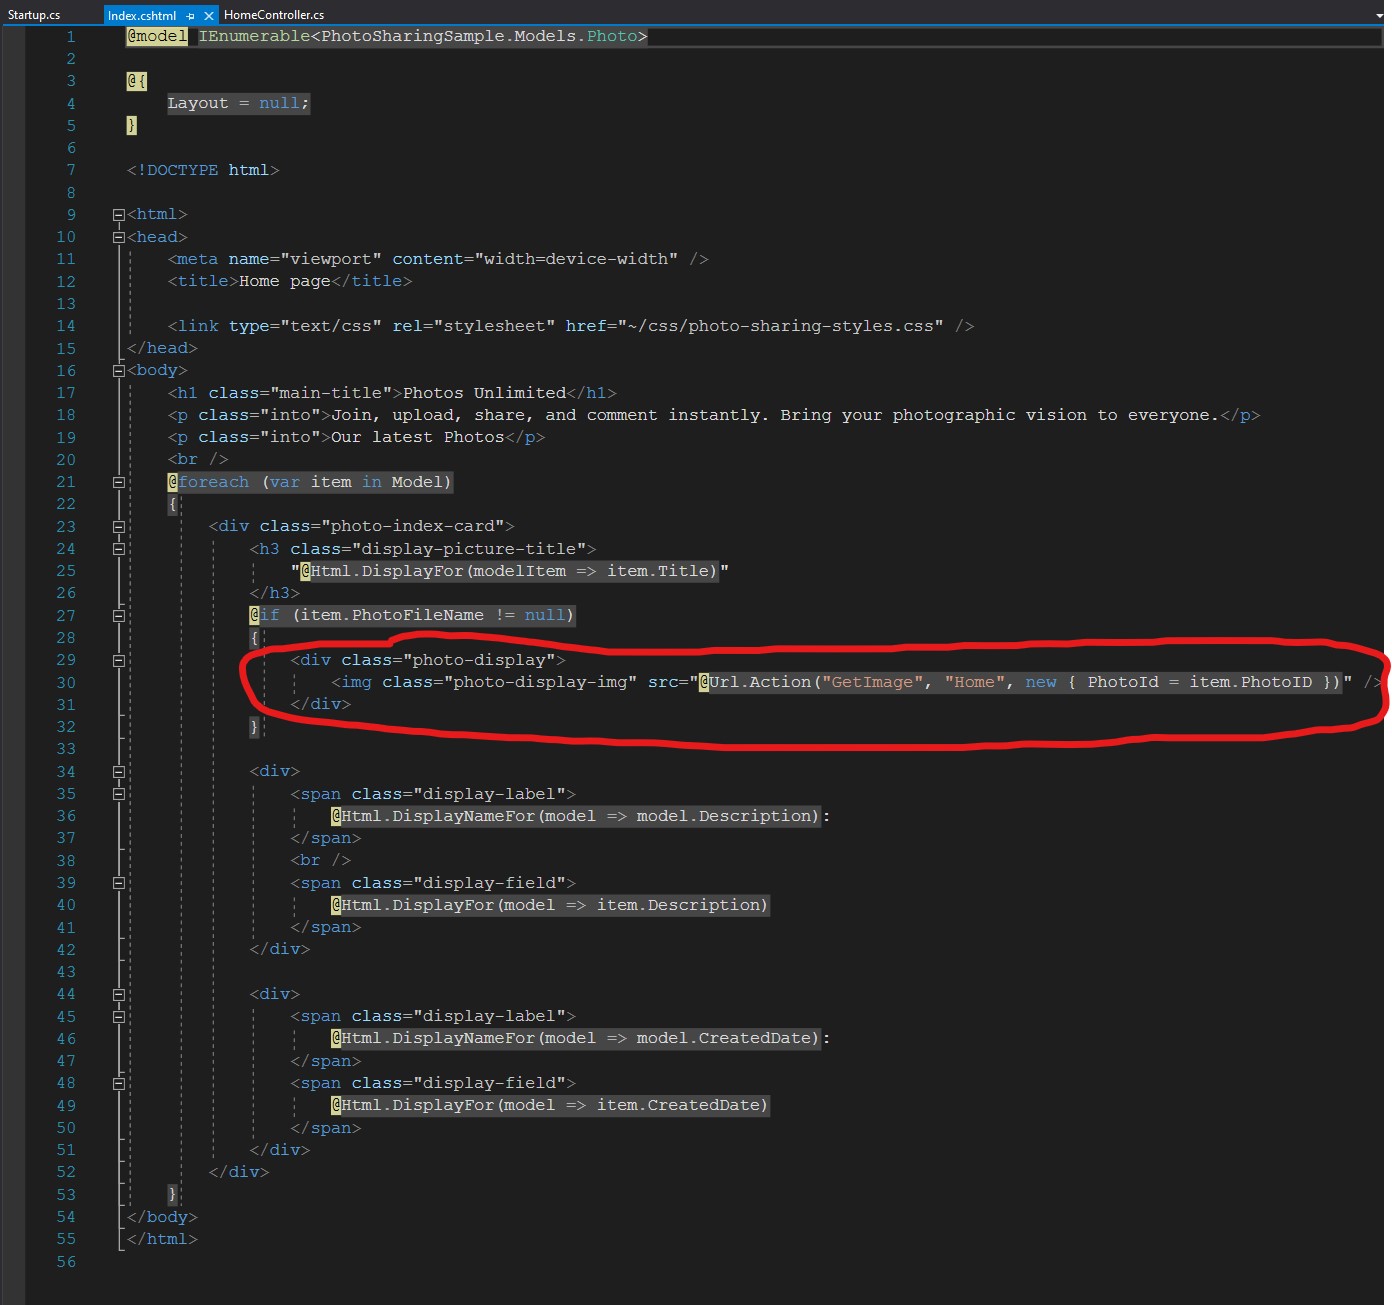 Startup.cs Index.cshtml HomeController.cs
1 @model IEnumerable<PhotoSharingSample.Models.Photo>
2
3 @{
4 Layout = null;
5 }
6
7 <!DOCTYPE html>
8
9 <html>
10 <head>
11 <meta name="viewport" content="width=device-width" />
12 <title>Home page</title>
13
14 <link type="text/css" rel="stylesheet" href="~/css/photo-sharing-styles.css" />
15 </head>
16 <body>
17 <h1 class="main-title">Photos Unlimited</h1>
18 <p class="into">Join, upload, share, and comment instantly. Bring your photographic vision to everyone.</p>
19 <p class="into">Our latest Photos</p>
20 <br />
21 @foreach (var item in Model)
22 {
23 <div class="photo-index-card">
24 <h3 class="display-picture-title">
25 "@Html.DisplayFor(modelItem => item.Title)"
26 </h3>
27 @if (item.PhotoFileName != null)
28 {
29 <div class="photo-display">
30 <img class="photo-display-img" src="@Url.Action("GetImage", "Home", new { PhotoId = item.PhotoID })" />
31 </div>
32 }
33
34 <div>
35 <span class="display-label">
36 @Html.DisplayNameFor(model => model.Description):
37 </span>
38 <br />
39 <span class="display-field">
40 @Html.DisplayFor(model => item.Description)
41 </span>
42 </div>
43
44 <div>
45 <span class="display-label">
46 @Html.DisplayNameFor(model => model.CreatedDate):
47 </span>
48 <span class="display-field">
49 @Html.DisplayFor(model => item.CreatedDate)
50 </span>
51 </div>
52 </div>
53 }
54 </body>
55 </html>
56